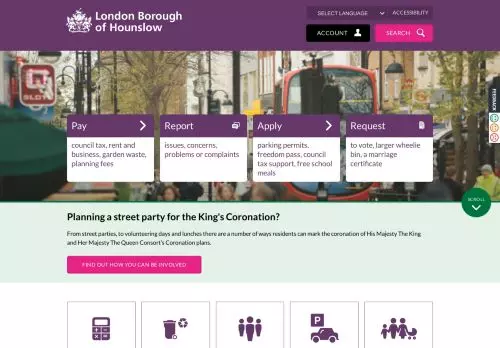 London Borough
of Hounslow
SELECT LANGUAGE
ACCESSIBILITY
ACCOUNT
SEARCH
FEEDBACK
SLOTS
Pay
council tax, rent
and business,
garden waste,
planning fees
Report
issues, concerns,
problems or complaints
Apply
parking permits,
freedom pass, council
tax support, free school
meals
Request
to vote, larger wheelie
bin, a marriage
certificate
SCROLL
Planning a street party for the King's Coronation?
From street parties, to volunteering days and lunches there are a number of ways residents can mark the coronation of His Majesty The King
and Her Majesty The Queen Consort's Coronation plans.
FIND OUT HOW YOU CAN BE INVOLVED
P